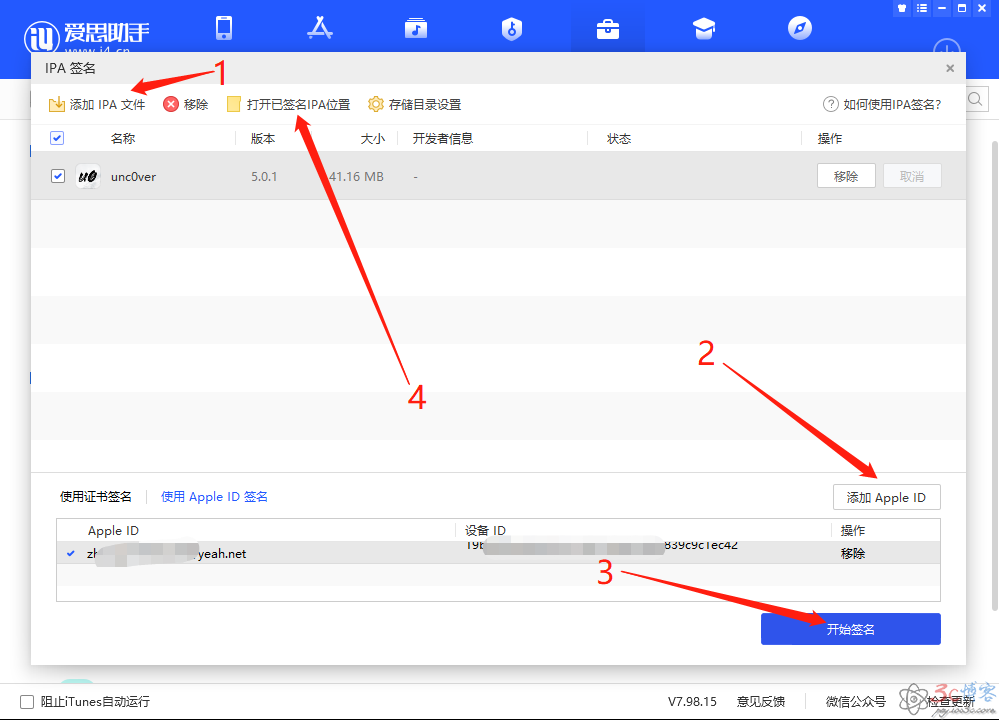 爱思助手
www.i4.cn
IPA 签名
1
添加 IPA 文件 移除 打开已签名IPA位置 存储目录设置 如何使用IPA签名?
名称 版本 大小 开发者信息 状态 操作
u0 unc0ver 5.0.1 41.16 MB - 移除 取消
2
4
使用证书签名 使用 Apple ID 签名 添加 Apple ID
Apple ID 设备 ID 操作
zh yeah.net 19b 839c9c1ec42 移除
3
开始签名
阻止iTunes自动运行 V7.98.15 意见反馈 微信公众号 检查更新
3c博客